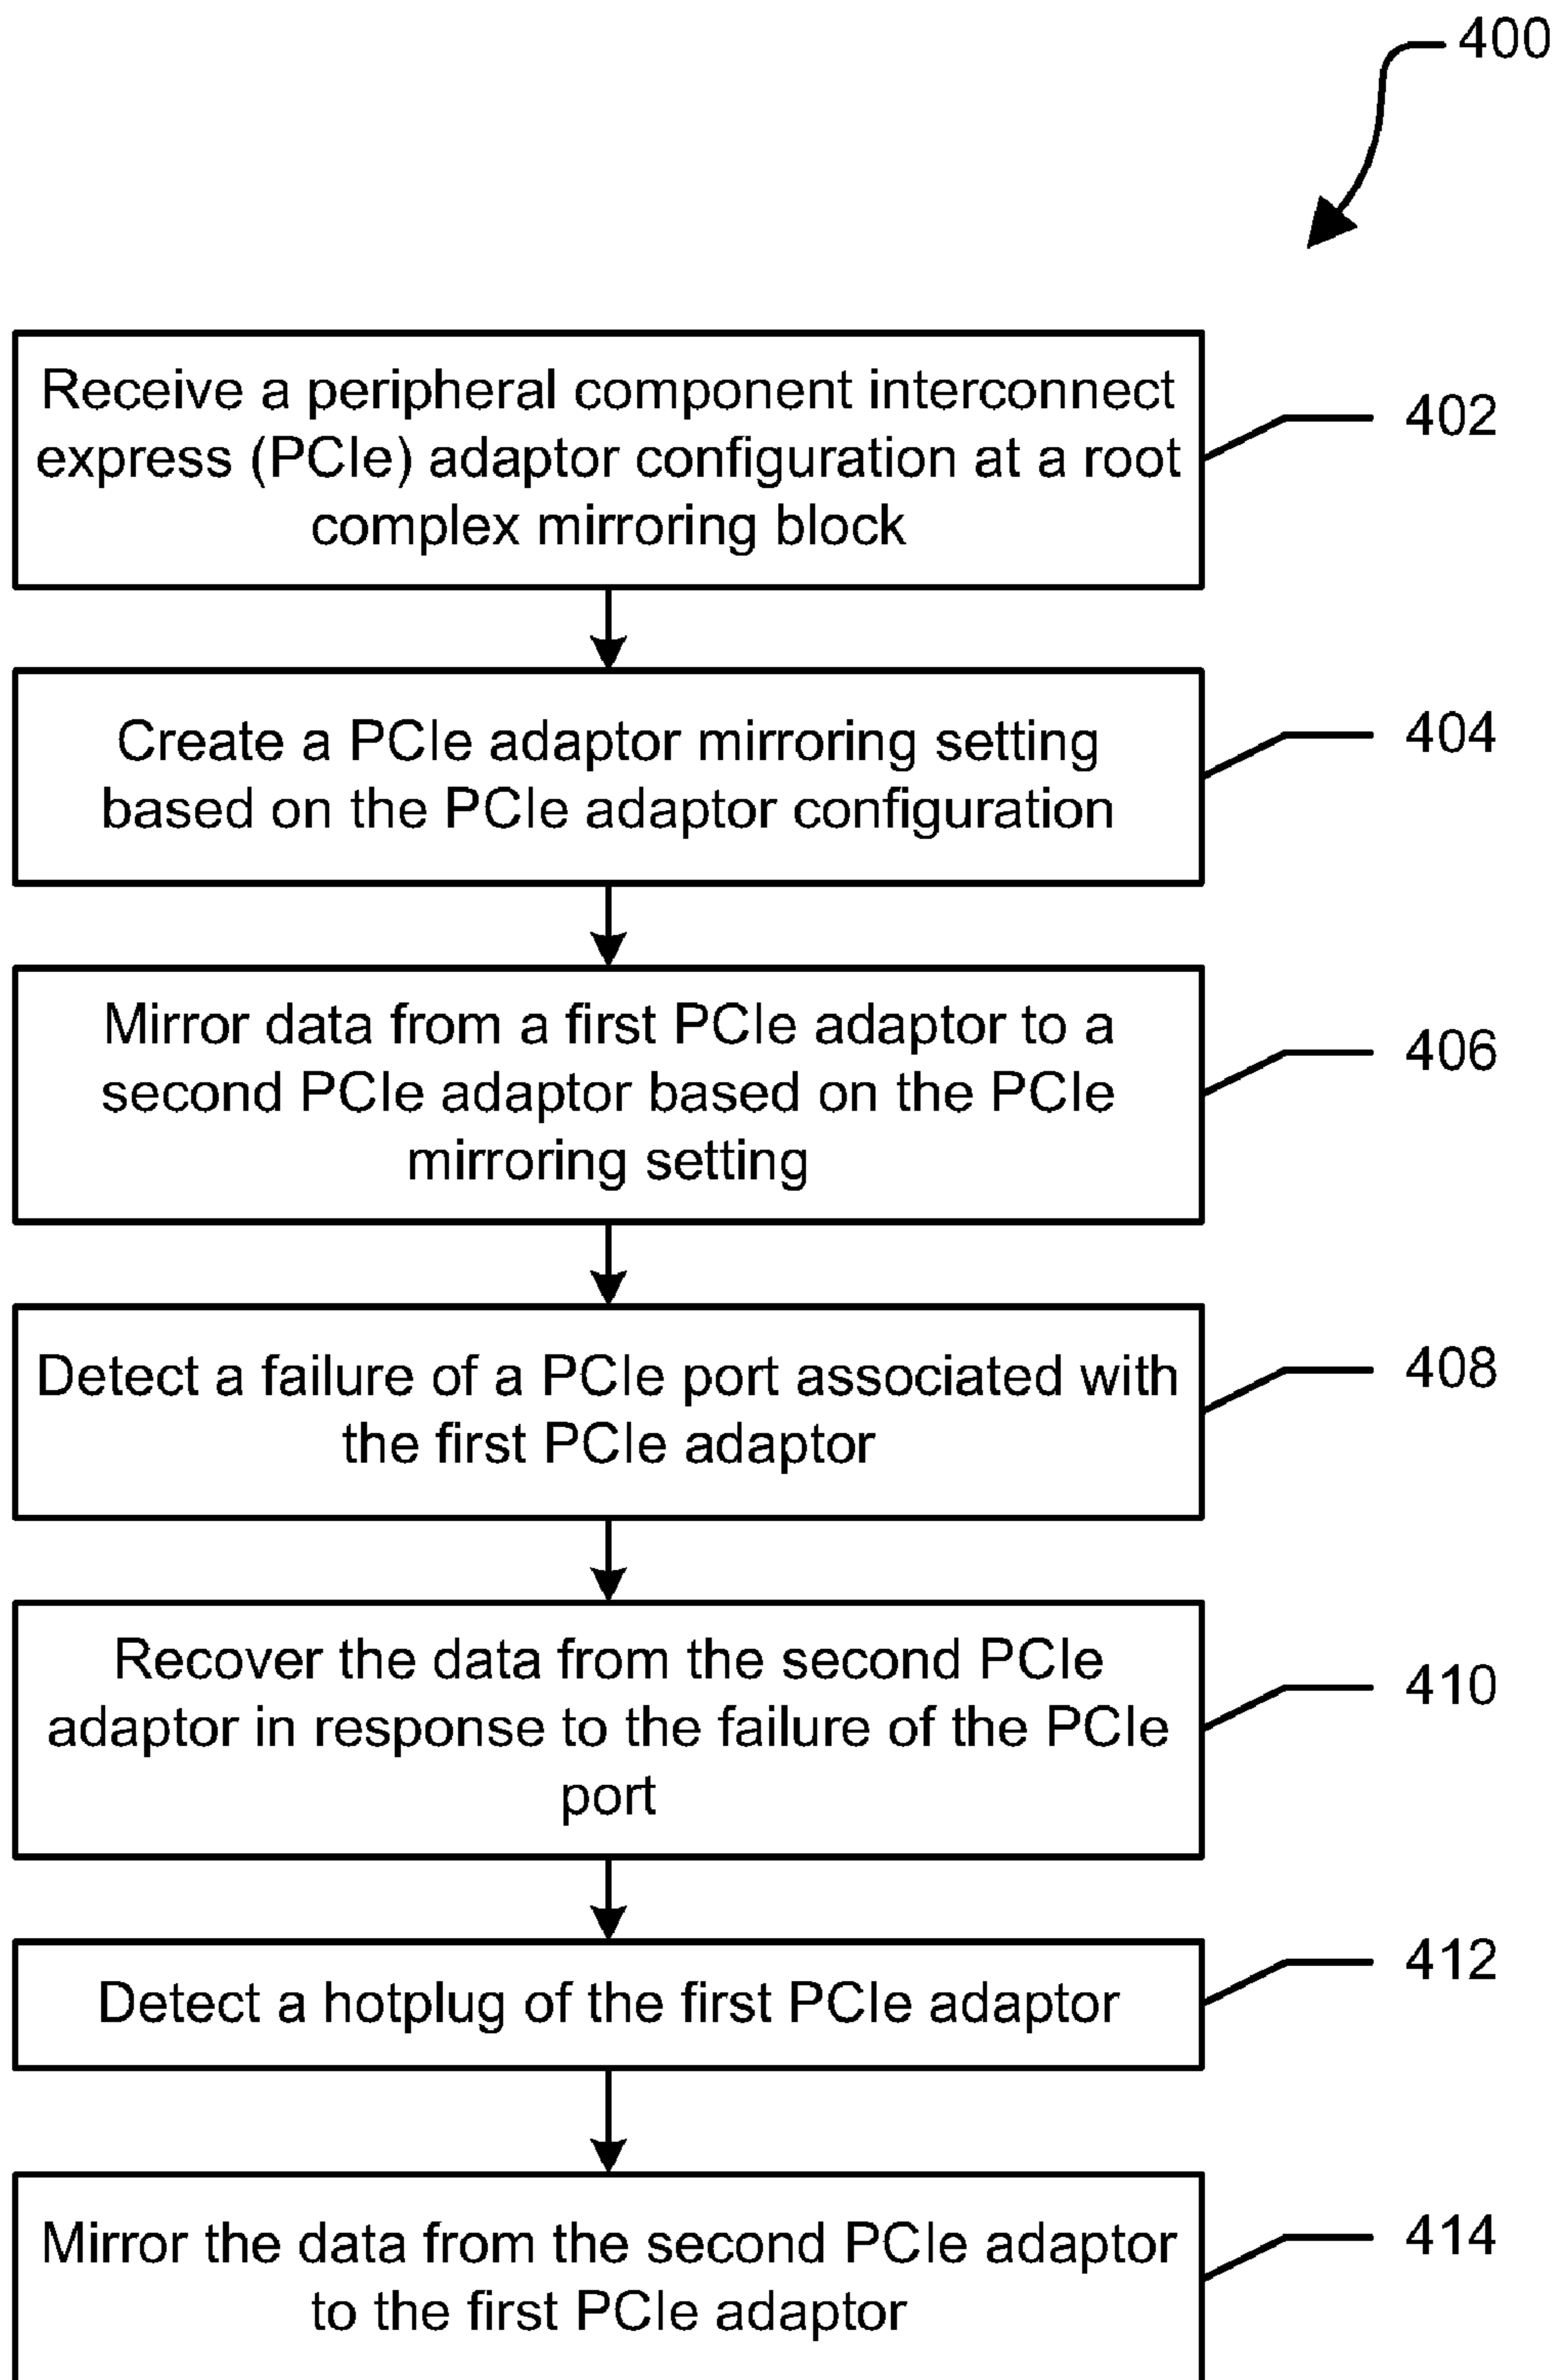 400
Receive a peripheral component interconnect
express (PCIe) adaptor configuration at a root
complex mirroring block
402
Create a PCIe adaptor mirroring setting
based on the PCIe adaptor configuration
404
Mirror data from a first PCIe adaptor to a
second PCIe adaptor based on the PCIe
mirroring setting
406
Detect a failure of a PCIe port associated with
the first PCIe adaptor
408
Recover the data from the second PCIe
adaptor in response to the failure of the PCIe
port
410
Detect a hotplug of the first PCIe adaptor
412
Mirror the data from the second PCIe adaptor
to the first PCIe adaptor
414